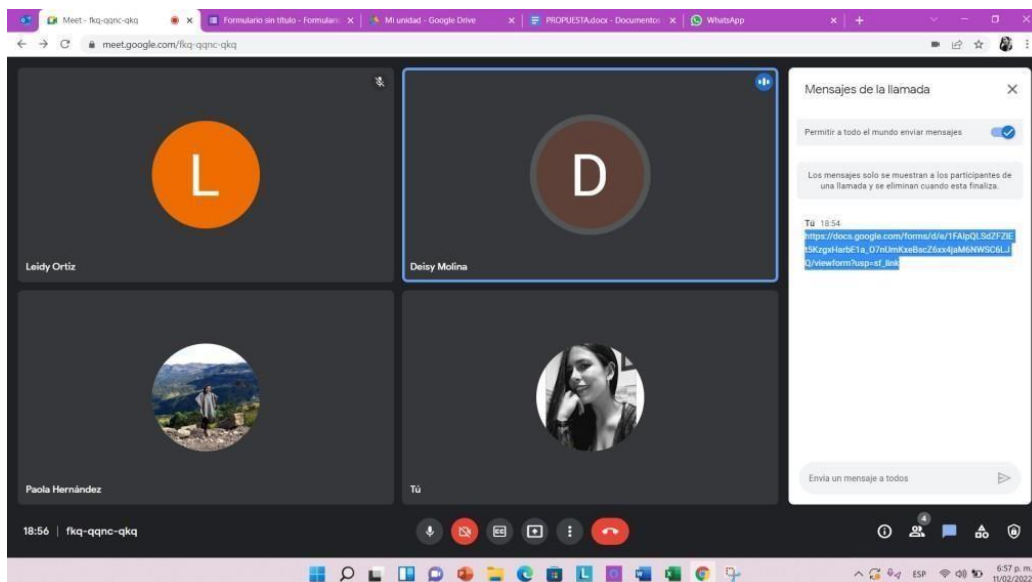 Meet - fkq-qqnc-qkq
Formulario sin título - Formulari
Mi unidad - Google Drive
PROPUESTA.docx - Documento
WhatsApp
meet.google.com/fkq-qqnc-qkq
L
Leidy Ortiz
D
Deisy Molina
Paola Hernández
Tú
Mensajes de la llamada
Permitir a todo el mundo enviar mensajes
Los mensajes solo se muestran a los participantes de
una llamada y se eliminan cuando esta finaliza.
Tú 18:54
https://docs.google.com/forms/d/e/1FAIpQLSdZFZIE
Q/viewform?usp=sf_link
Envía un mensaje a todos
18:56 | fkq-qqnc-qkq
4
L
ESP
6:57 p. m.
11/02/2022